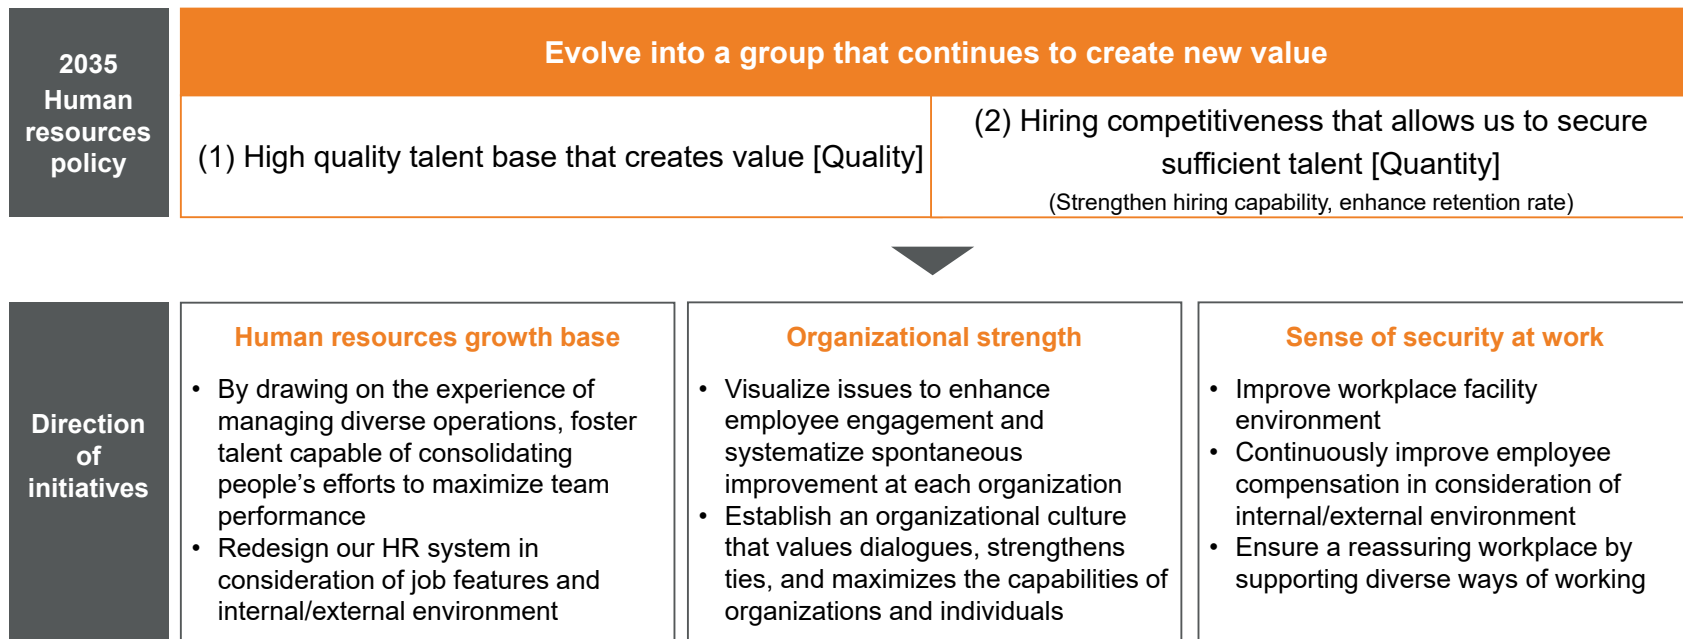 2035
Human
resources
policy
Evolve into a group that continues to create new value
(1) High quality talent base that creates value [Quality]
(2) Hiring competitiveness that allows us to secure
sufficient talent [Quantity]
(Strengthen hiring capability, enhance retention rate)
Direction
of
initiatives
Human resources growth base
• By drawing on the experience of
managing diverse operations, foster
talent capable of consolidating
people’s efforts to maximize team
performance
• Redesign our HR system in
consideration of job features and
internal/external environment
Organizational strength
• Visualize issues to enhance
employee engagement and
systematize spontaneous
improvement at each organization
• Establish an organizational culture
that values dialogues, strengthens
ties, and maximizes the capabilities of
organizations and individuals
Sense of security at work
• Improve workplace facility
environment
• Continuously improve employee
compensation in consideration of
internal/external environment
• Ensure a reassuring workplace by
supporting diverse ways of working